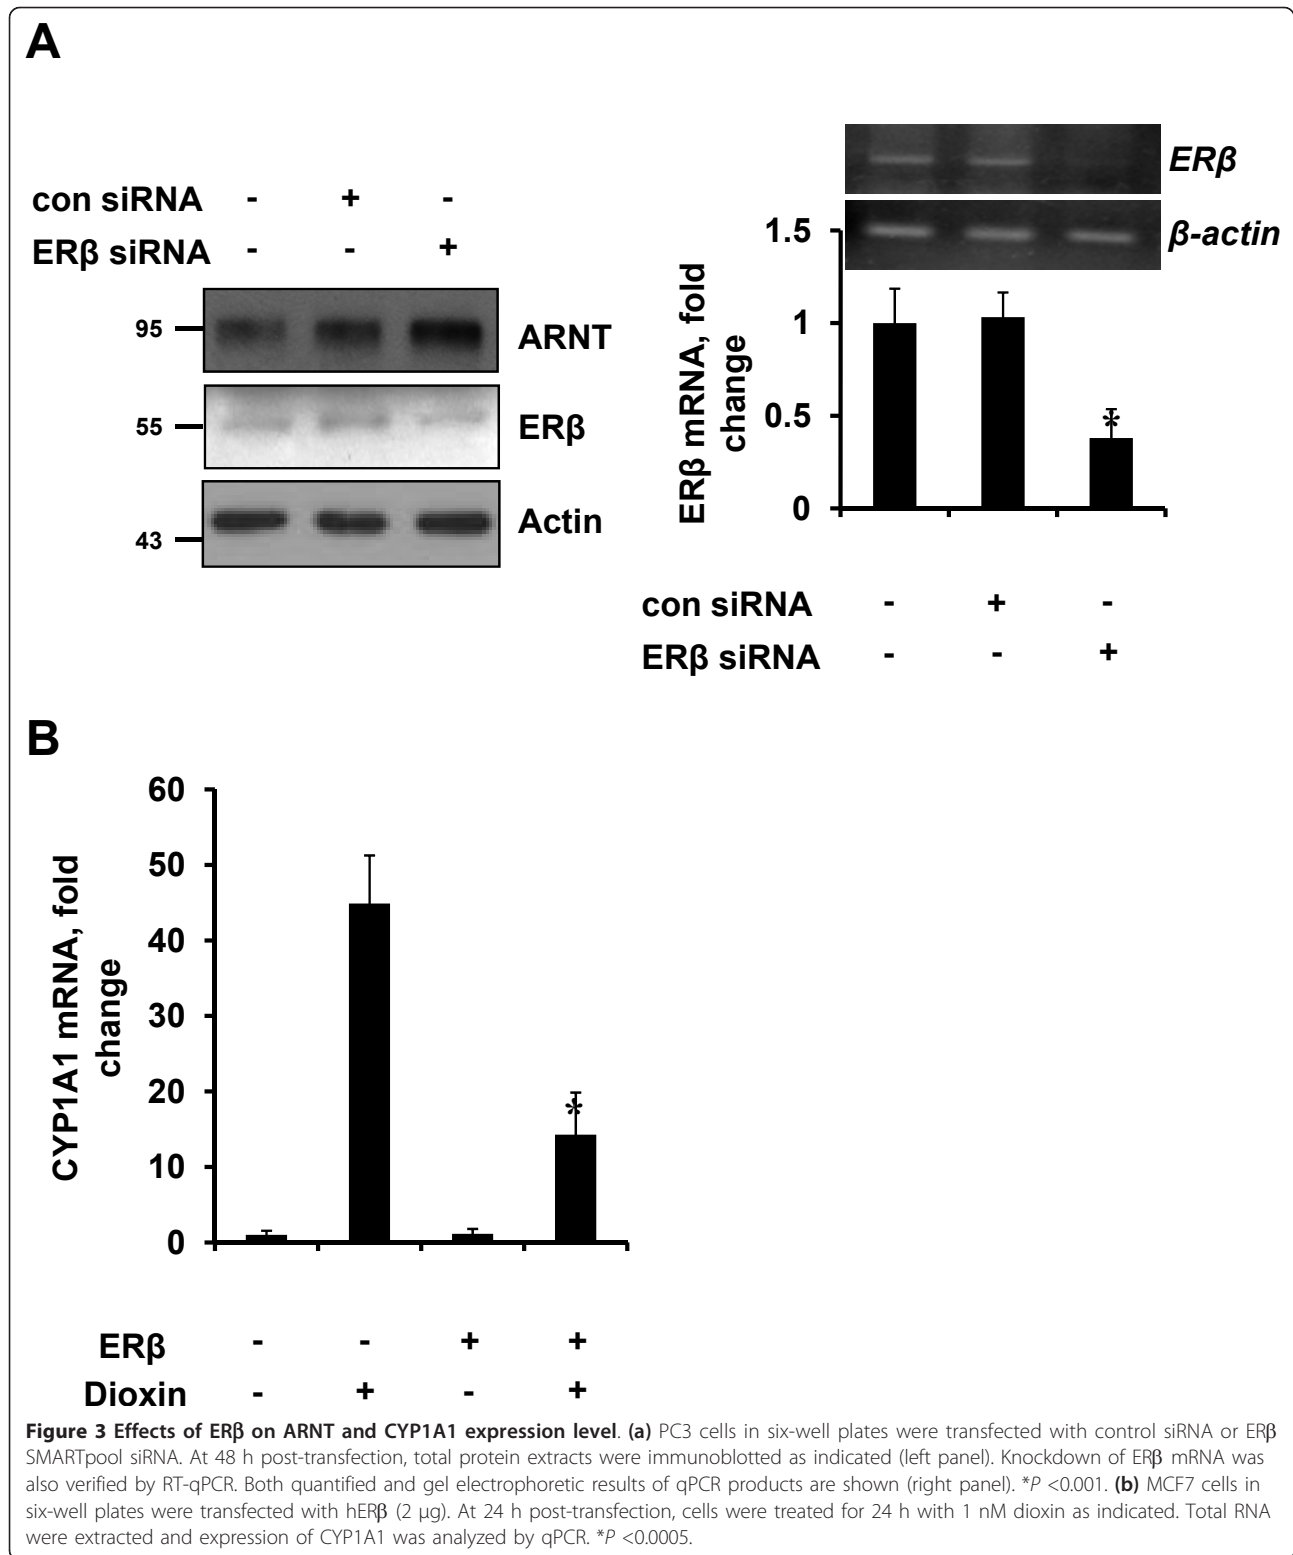 A
con siRNA - + -
ERβ siRNA - - +
95
ARNT
55
ERβ
43
Actin
ERβ
β-actin
ERβ mRNA, fold
change
1.5
1
0.5
0
*
con siRNA - + -
ERβ siRNA - - +
B
CYP1A1 mRNA, fold
change
60
50
40
30
20
10
0
*
ERβ - - + +
Dioxin - + - +
Figure 3 Effects of ERβ on ARNT and CYP1A1 expression level. (a) PC3 cells in six-well plates were transfected with control siRNA or ERβ
SMARTpool siRNA. At 48 h post-transfection, total protein extracts were immunoblotted as indicated (left panel). Knockdown of ERβ mRNA was
also verified by RT-qPCR. Both quantified and gel electrophoretic results of qPCR products are shown (right panel). *P <0.001. (b) MCF7 cells in
six-well plates were transfected with hERβ (2 μg). At 24 h post-transfection, cells were treated for 24 h with 1 nM dioxin as indicated. Total RNA
were extracted and expression of CYP1A1 was analyzed by qPCR. *P <0.0005.